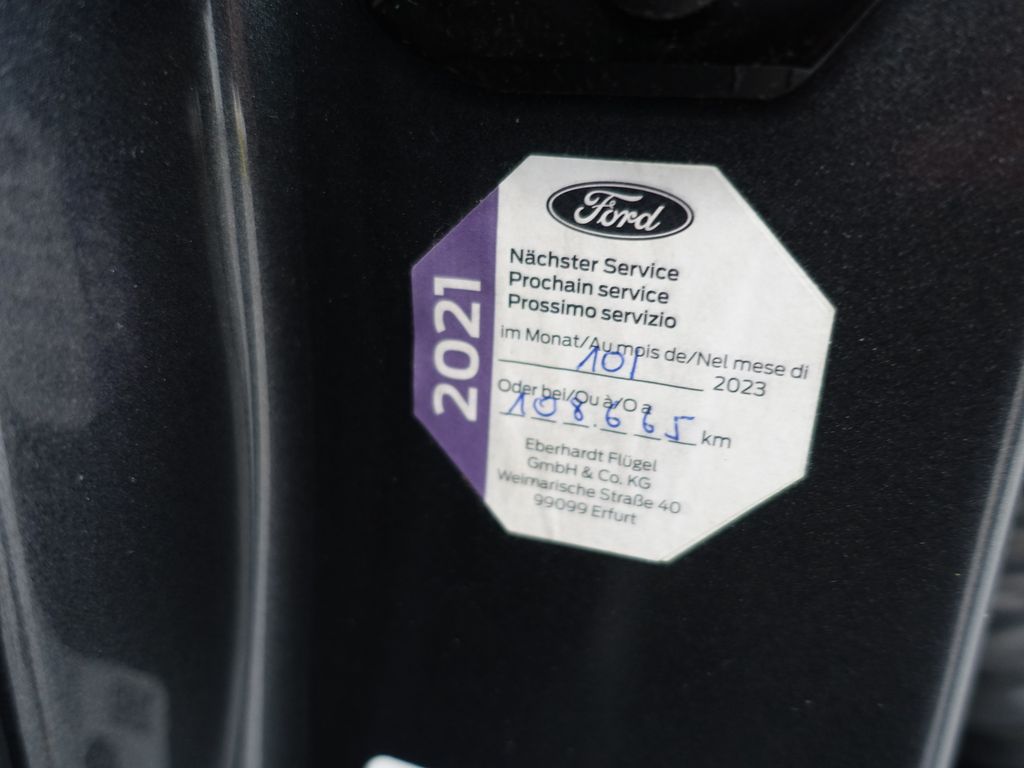 Ford
2021
Nächster Service
Prochain service
Prossimo servizio
im Monat/Au mois de/Nel mese di
10/ 2023
Oder bei/Ou à/O a
108.665 km
Eberhardt Flügel
GmbH & Co. KG
Weimarische Straße 40
99099 Erfurt